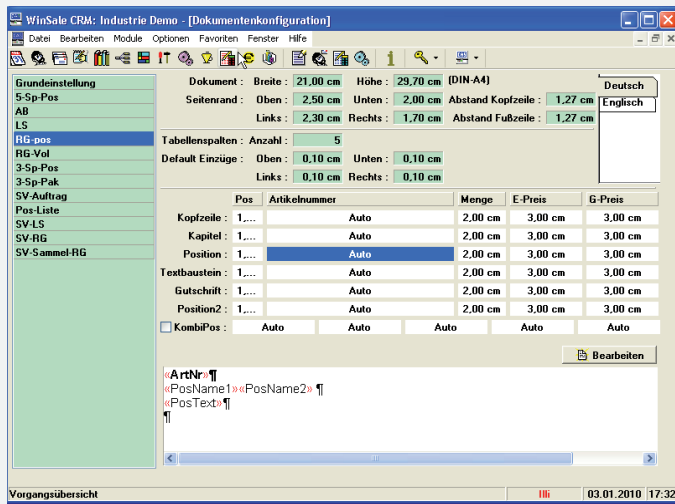 WinSale CRM: Industrie Demo - [Dokumentenkonfiguration]
Datei Bearbeiten Module Optionen Favoriten Fenster Hilfe
Grundeinstellung
5-Sp-Pos
AB
LS
RG-pos
RG-Vol
3-Sp-Pos
3-Sp-Pak
SV-Auftrag
Pos-Liste
SV-LS
SV-RG
SV-Sammel-RG
Dokument : Breite : 21,00 cm Höhe : 29,70 cm (DIN-A4)
Seitenrand : Oben : 2,50 cm Unten : 2,00 cm Abstand Kopfzeile : 1,27 cm
Links : 2,30 cm Rechts : 1,70 cm Abstand Fußzeile : 1,27 cm
Deutsch
Englisch
Tabellenspalten : Anzahl : 5
Default Einzüge : Oben : 0,10 cm Unten : 0,10 cm
Links : 0,10 cm Rechts : 0,10 cm
Pos Artikelnummer Menge E-Preis G-Preis
Kopfzeile : 1,... Auto 2,00 cm 3,00 cm 3,00 cm
Kapitel : 1,... Auto 2,00 cm 3,00 cm 3,00 cm
Position : 1,... Auto 2,00 cm 3,00 cm 3,00 cm
Textbaustein : 1,... Auto 2,00 cm 3,00 cm 3,00 cm
Gutschrift : 1,... Auto 2,00 cm 3,00 cm 3,00 cm
Position2 : 1,... Auto 2,00 cm 3,00 cm 3,00 cm
KombiPos : Auto Auto Auto Auto Auto
Bearbeiten
«ArtNr»¶
«PosName1»«PosName2» ¶
«PosText»¶
¶
Vorgangsübersicht 03.01.2010 17:32